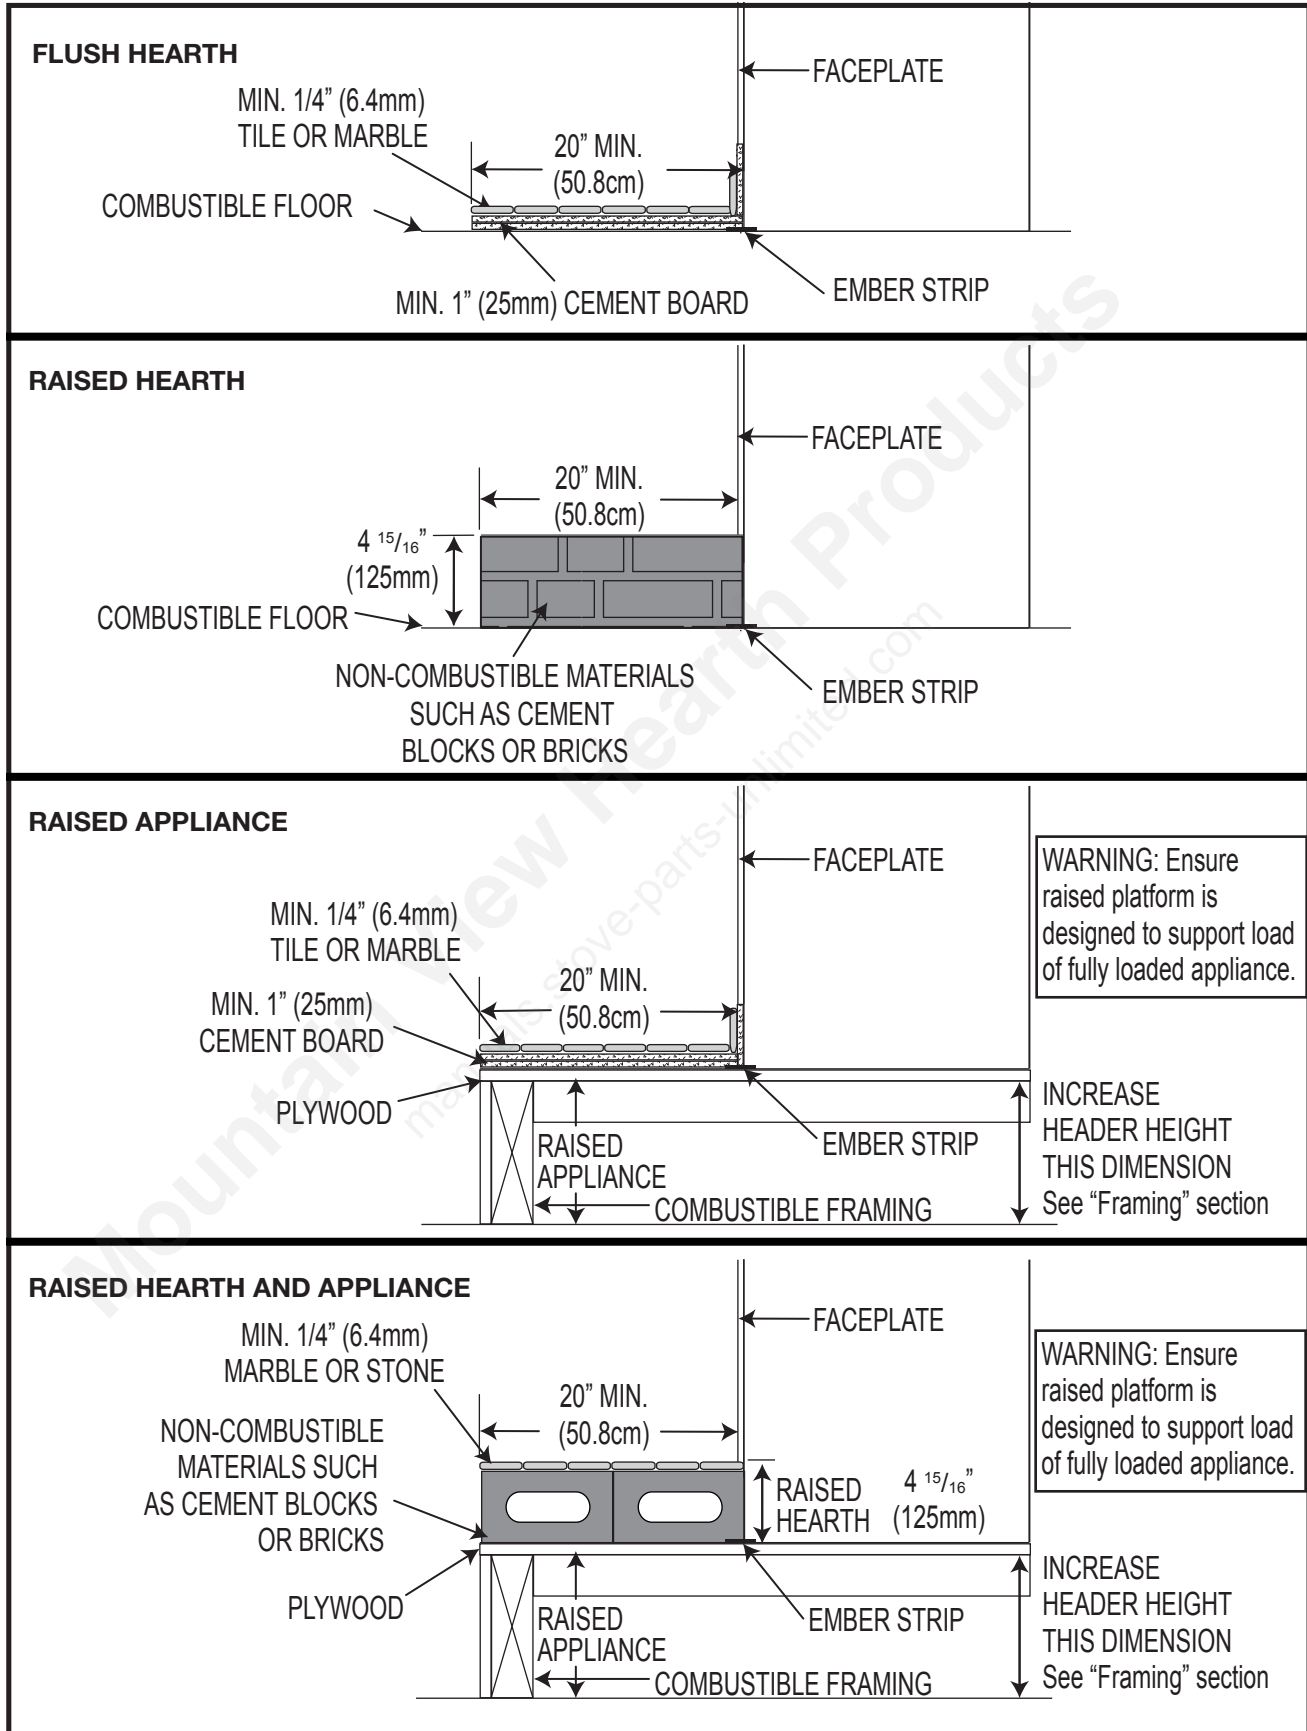 FLUSH HEARTH
FACEPLATE
MIN. 1/4” (6.4mm)
TILE OR MARBLE
20” MIN.
(50.8cm)
COMBUSTIBLE FLOOR
EMBER STRIP
MIN. 1” (25mm) CEMENT BOARD
RAISED HEARTH
FACEPLATE
20” MIN.
(50.8cm)
4 15/16”
(125mm)
COMBUSTIBLE FLOOR
NON-COMBUSTIBLE MATERIALS
SUCH AS CEMENT
BLOCKS OR BRICKS
EMBER STRIP
RAISED APPLIANCE
FACEPLATE
WARNING: Ensure
raised platform is
designed to support load
of fully loaded appliance.
MIN. 1/4” (6.4mm)
TILE OR MARBLE
20” MIN.
(50.8cm)
MIN. 1” (25mm)
CEMENT BOARD
PLYWOOD
RAISED
APPLIANCE
EMBER STRIP
COMBUSTIBLE FRAMING
INCREASE
HEADER HEIGHT
THIS DIMENSION
See “Framing” section
RAISED HEARTH AND APPLIANCE
FACEPLATE
MIN. 1/4” (6.4mm)
MARBLE OR STONE
WARNING: Ensure
raised platform is
designed to support load
of fully loaded appliance.
20” MIN.
(50.8cm)
NON-COMBUSTIBLE
MATERIALS SUCH
AS CEMENT BLOCKS
OR BRICKS
RAISED
HEARTH
4 15/16”
(125mm)
PLYWOOD
RAISED
APPLIANCE
EMBER STRIP
COMBUSTIBLE FRAMING
INCREASE
HEADER HEIGHT
THIS DIMENSION
See “Framing” section
Mountain View Hearth Products
manuals.stove-parts-unlimited.com